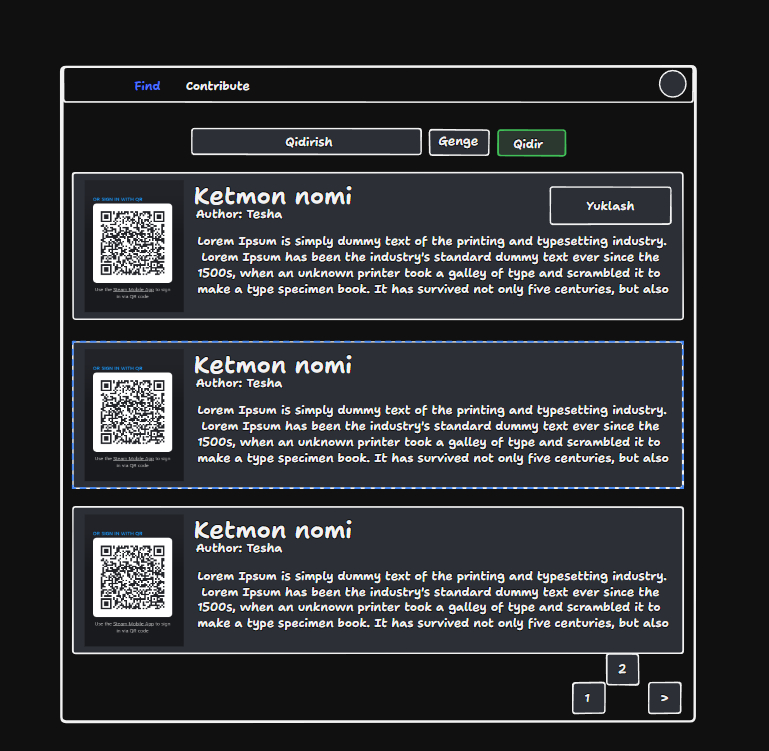 Find
Contribute
Qidirish
Genge
Qidir
OR SIGN IN WITH QR
Use the Steam Mobile App to sign
in via QR code
Ketmon nomi
Author: Tesha
Yuklash
Lorem Ipsum is simply dummy text of the printing and typesetting industry.
Lorem Ipsum has been the industry's standard dummy text ever since the
1500s, when an unknown printer took a galley of type and scrambled it to
make a type specimen book. It has survived not only five centuries, but also
OR SIGN IN WITH QR
Use the Steam Mobile App to sign
in via QR code
Ketmon nomi
Author: Tesha
Lorem Ipsum is simply dummy text of the printing and typesetting industry.
Lorem Ipsum has been the industry's standard dummy text ever since the
1500s, when an unknown printer took a galley of type and scrambled it to
make a type specimen book. It has survived not only five centuries, but also
OR SIGN IN WITH QR
Use the Steam Mobile App to sign
in via QR code
Ketmon nomi
Author: Tesha
Lorem Ipsum is simply dummy text of the printing and typesetting industry.
Lorem Ipsum has been the industry's standard dummy text ever since the
1500s, when an unknown printer took a galley of type and scrambled it to
make a type specimen book. It has survived not only five centuries, but also
1
2
>